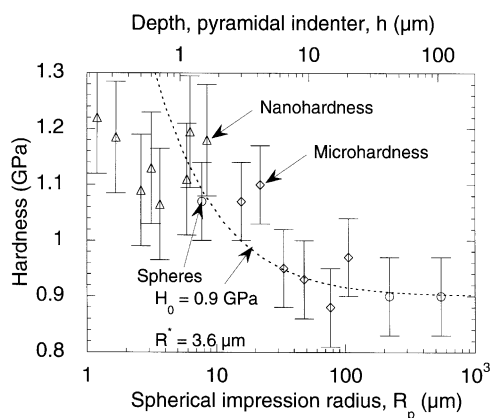 Depth, pyramidal indenter, h (μm)
1 10 100
1.3
1.2
1.1
1
0.9
0.8
Hardness (GPa)
Nanohardness
Microhardness
Spheres
H0 = 0.9 GPa
R* = 3.6 μm
1 10 100 10³
Spherical impression radius, Rp (μm)